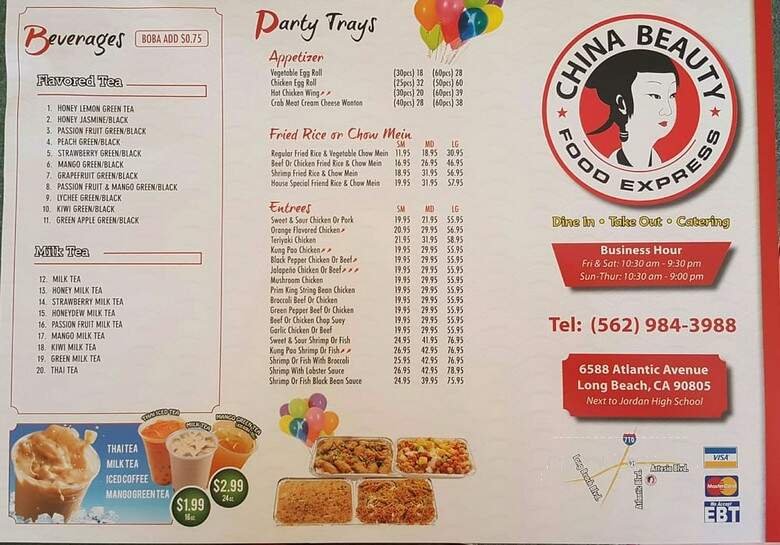 Beverages
BOBA ADD $0.75
Flavored Tea
1. HONEY LEMON GREEN TEA
2. HONEY JASMINE/BLACK
3. PASSION FRUIT GREEN/BLACK
4. PEACH GREEN/BLACK
5. STRAWBERRY GREEN/BLACK
6. MANGO GREEN/BLACK
7. GRAPEFRUIT GREEN/BLACK
8. PASSION FRUIT & MANGO GREEN/BLACK
9. LYCHEE GREEN/BLACK
10. KIWI GREEN/BLACK
11. GREEN APPLE GREEN/BLACK
Milk Tea
12. MILK TEA
13. HONEY MILK TEA
14. STRAWBERRY MILK TEA
15. HONEYDEW MILK TEA
16. PASSION FRUIT MILK TEA
17. MANGO MILK TEA
18. KIWI MILK TEA
19. GREEN MILK TEA
20. THAI TEA
THAI ICED TEA
MILK TEA
MANGO GREEN TEA
THAI TEA
MILK TEA
ICED COFFEE
MANGO GREEN TEA
$1.99
16oz
$2.99
24oz
Party Trays
Appetizer
Vegetable Egg Roll (30pcs) 18 (60pcs) 28
Chicken Egg Roll (25pcs) 32 (50pcs) 60
Hot Chicken Wing (30pcs) 20 (60pcs) 39
Crab Meat Cream Cheese Wonton (40pcs) 28 (60pcs) 38
Fried Rice or Chow Mein
SM MD LG
Regular Fried Rice & Vegetable Chow Mein 11.95 18.95 30.95
Beef Or Chicken Fried Rice & Chow Mein 16.95 26.95 46.95
Shrimp Fried Rice & Chow Mein 18.95 31.95 56.95
House Special Friend Rice & Chow Mein 19.95 31.95 57.95
Entrees SM MD LG
Sweet & Sour Chicken Or Pork 19.95 21.95 55.95
Orange Flavored Chicken 20.95 29.95 56.95
Teriyaki Chicken 21.95 31.95 58.95
Kung Pao Chicken 19.95 29.95 55.95
Black Pepper Chicken Or Beef 19.95 29.95 55.95
Jalapeño Chicken Or Beef 19.95 29.95 55.95
Mushroom Chicken 19.95 29.95 55.95
Prim King String Bean Chicken 19.95 29.95 55.95
Broccoli Beef Or Chicken 19.95 29.95 55.95
Green Pepper Beef Or Chicken 19.95 29.95 55.95
Beef Or Chicken Chop Suey 19.95 29.95 55.95
Garlic Chicken Or Beef 19.95 29.95 55.95
Sweet & Sour Shrimp Or Fish 24.95 41.95 76.95
Kung Pao Shrimp Or Fish 26.95 42.95 76.95
Shrimp Or Fish With Broccoli 25.95 42.95 76.95
Shrimp With Lobster Sauce 26.95 42.95 78.95
Shrimp Or Fish Black Bean Sauce 24.95 39.95 75.95
CHINA BEAUTY
FOOD EXPRESS
Dine In • Take Out • Catering
Business Hour
Fri & Sat: 10:30 am - 9:30 pm
Sun-Thur: 10:30 am - 9:00 pm
Tel: (562) 984-3988
6588 Atlantic Avenue
Long Beach, CA 90805
Next to Jordan High School
710
Long Beach Blvd.
Atlantic Blvd.
Artesia Blvd.
VISA
MasterCard
We Accept
EBT